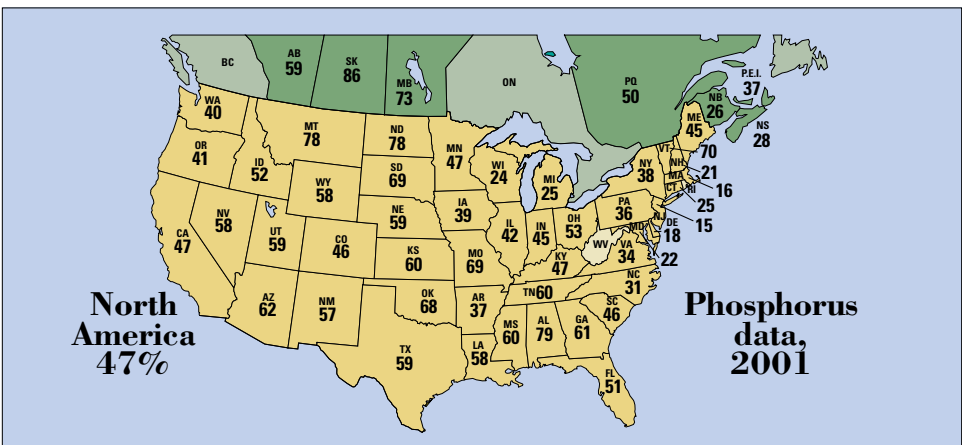 BC
AB
59
SK
86
MB
73
ON
PQ
50
P.E.I.
37
NB
26
NS
28
WA
40
OR
41
ID
52
MT
78
ND
78
SD
69
MN
47
WI
24
MI
25
ME
45
VT
70
NH
21
MA
16
RI
CT
25
NY
38
PA
36
NJ
15
DE
18
MD
22
WY
58
NE
59
IA
39
IL
42
IN
45
OH
53
WV
VA
34
KY
47
NV
58
UT
59
CO
46
KS
60
MO
69
CA
47
AZ
62
NM
57
OK
68
AR
37
TN60
NC
31
SC
46
MS
60
AL
79
GA
61
TX
59
LA
58
FL
51
North
America
47%
Phosphorus
data,
2001